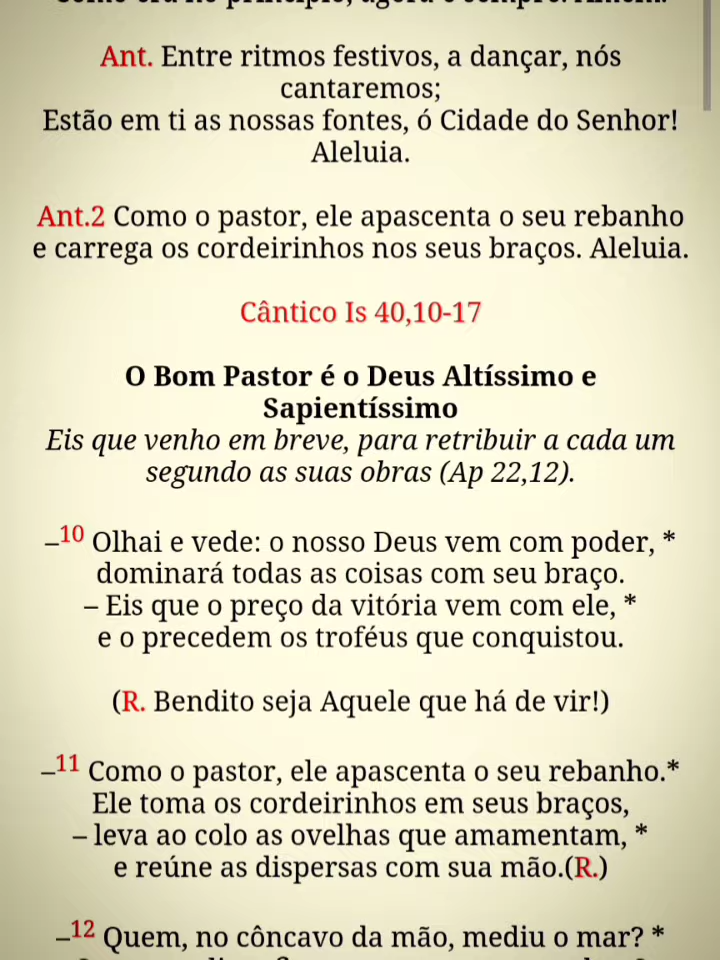 Ant. Entre ritmos festivos, a dançar, nós
cantaremos;
Estão em ti as nossas fontes, ó Cidade do Senhor!
Aleluia.
Ant.2 Como o pastor, ele apascenta o seu rebanho
e carrega os cordeirinhos nos seus braços. Aleluia.
Cântico Is 40,10-17
O Bom Pastor é o Deus Altíssimo e
Sapientíssimo
Eis que venho em breve, para retribuir a cada um
segundo as suas obras (Ap 22,12).
–10 Olhai e vede: o nosso Deus vem com poder, *
dominará todas as coisas com seu braço.
– Eis que o preço da vitória vem com ele, *
e o precedem os troféus que conquistou.
(R. Bendito seja Aquele que há de vir!)
–11 Como o pastor, ele apascenta o seu rebanho.*
Ele toma os cordeirinhos em seus braços,
– leva ao colo as ovelhas que amamentam, *
e reúne as dispersas com sua mão.(R.)
–12 Quem, no côncavo da mão, mediu o mar? *